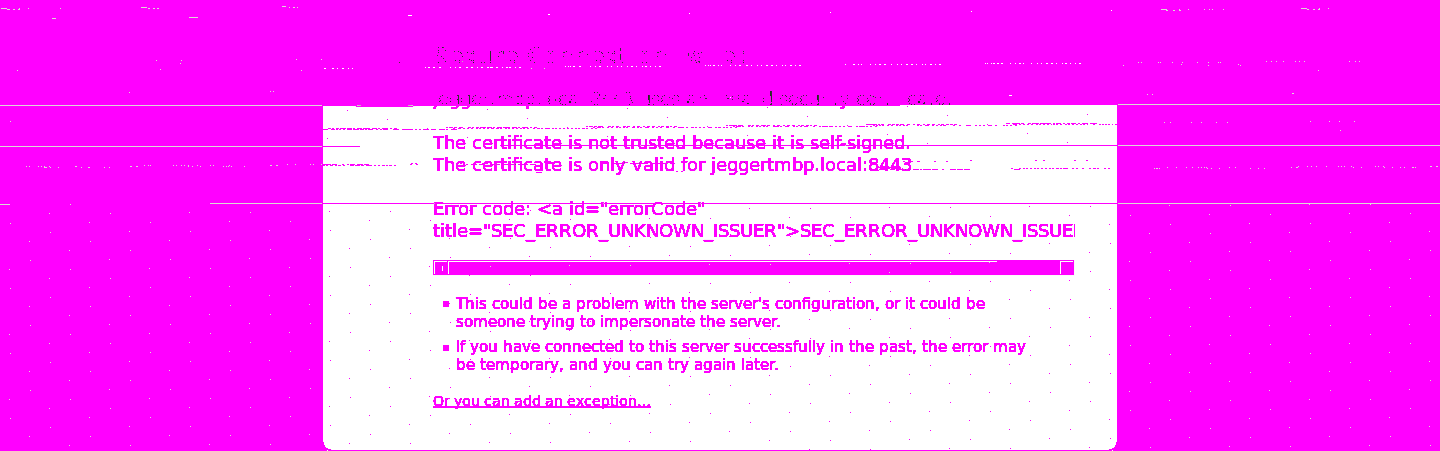 The certificate is not trusted because it is self-signed.
The certificate is only valid for jeggertmbp.local:8443
Error code: <a id="errorCode"
title="SEC_ERROR_UNKNOWN_ISSUER">SEC_ERROR_UNKNOWN_ISSUE
▪ This could be a problem with the server's configuration, or it could be
someone trying to impersonate the server.
▪ If you have connected to this server successfully in the past, the error may
be temporary, and you can try again later.
Or you can add an exception...